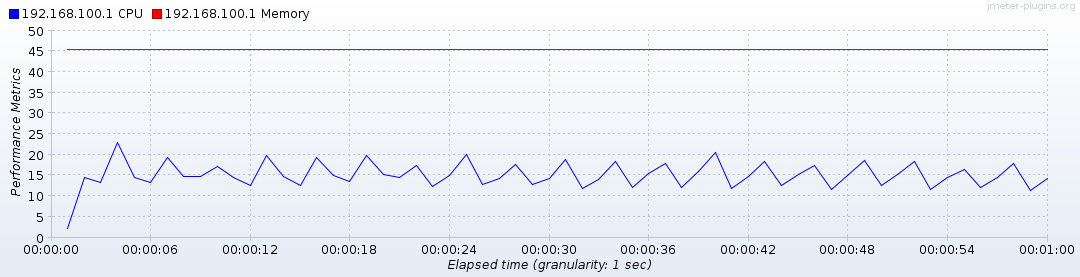 jmeter-plugins.org
192.168.100.1 CPU 192.168.100.1 Memory
50
45
40
35
30
25
20
15
10
5
0
Performance Metrics
00:00:00 00:00:06 00:00:12 00:00:18 00:00:24 00:00:30 00:00:36 00:00:42 00:00:48 00:00:54 00:01:00
Elapsed time (granularity: 1 sec)